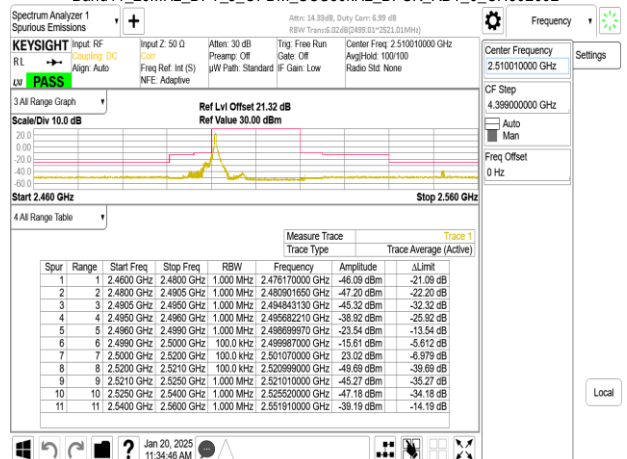 Spectrum Analyzer 1
Spurious Emissions
Attn: 14.33dB, Duty Corr: 6.99 dB
RBW Trans:6.02dB(2499.01~2521.01MHz)
Frequency
KEYSIGHT
RL
Input: RF
Coupling: DC
Align: Auto
Input Z: 50 Ω
Corr
Freq Ref: Int (S)
NFE: Adaptive
Atten: 30 dB
Preamp: Off
µW Path: Standard
Trig: Free Run
Gate: Off
IF Gain: Low
Center Freq: 2.510010000 GHz
Avg|Hold: 100/100
Radio Std: None
LXI PASS
Center Frequency
2.510010000 GHz
Settings
CF Step
4.399000000 GHz
Auto
Man
Freq Offset
0 Hz
3 All Range Graph
Scale/Div 10.0 dB
Ref Lvl Offset 21.32 dB
Ref Value 30.00 dBm
20.0
0.00
-20.0
-40.0
-60.0
Start 2.460 GHz
Stop 2.560 GHz
4 All Range Table
Measure Trace Trace 1
Trace Type Trace Average (Active)
Spur Range Start Freq Stop Freq RBW Frequency Amplitude ΔLimit
1 1 2.4600 GHz 2.4800 GHz 1.000 MHz 2.476170000 GHz -46.09 dBm -21.09 dB
2 2 2.4800 GHz 2.4905 GHz 1.000 MHz 2.480901650 GHz -47.20 dBm -22.20 dB
3 3 2.4905 GHz 2.4950 GHz 1.000 MHz 2.494843130 GHz -45.32 dBm -32.32 dB
4 4 2.4950 GHz 2.4960 GHz 1.000 MHz 2.495682210 GHz -38.92 dBm -25.92 dB
5 5 2.4960 GHz 2.4990 GHz 1.000 MHz 2.498699970 GHz -23.54 dBm -13.54 dB
6 6 2.4990 GHz 2.5000 GHz 100.0 kHz 2.499987000 GHz -15.61 dBm -5.612 dB
7 7 2.5000 GHz 2.5200 GHz 100.0 kHz 2.501070000 GHz 23.02 dBm -6.979 dB
8 8 2.5200 GHz 2.5210 GHz 100.0 kHz 2.520999000 GHz -49.69 dBm -39.69 dB
9 9 2.5210 GHz 2.5250 GHz 1.000 MHz 2.521010000 GHz -45.27 dBm -35.27 dB
10 10 2.5250 GHz 2.5400 GHz 1.000 MHz 2.525520000 GHz -47.18 dBm -34.18 dB
11 11 2.5400 GHz 2.5600 GHz 1.000 MHz 2.551910000 GHz -39.19 dBm -14.19 dB
Local
Jan 20, 2025
11:34:46 AM